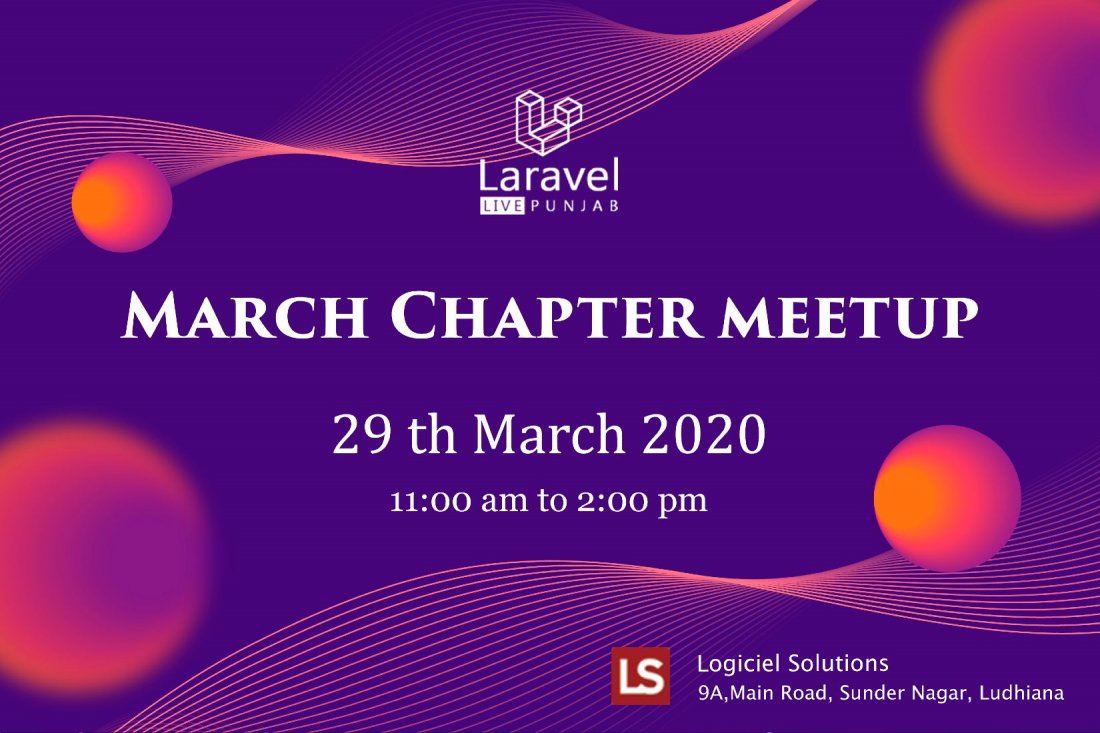 Laravel
LIVE PUNJAB
March Chapter meetup
29 th March 2020
11:00 am to 2:00 pm
LS
Logiciel Solutions
9A,Main Road, Sunder Nagar, Ludhiana